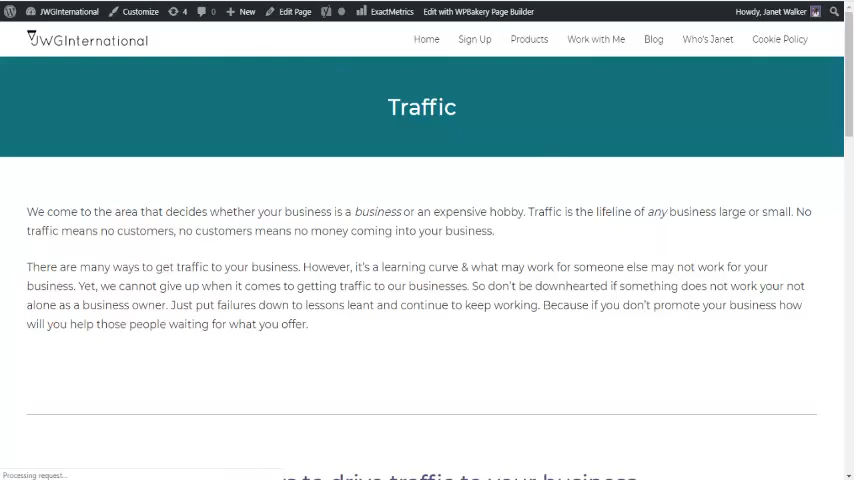 JWGInternational Customize 4 0 New Edit Page ExactMetrics Edit with WPBakery Page Builder Howdy, Janet Walker
JWGInternational Home Sign Up Products Work with Me Blog Who's Janet Cookie Policy
Traffic
We come to the area that decides whether your business is a business or an expensive hobby. Traffic is the lifeline of any business large or small. No
traffic means no customers, no customers means no money coming into your business.
There are many ways to get traffic to your business. However, it's a learning curve & what may work for someone else may not work for your
business. Yet, we cannot give up when it comes to getting traffic to our businesses. So don't be downhearted if something does not work your not
alone as a business owner. Just put failures down to lessons leant and continue to keep working. Because if you don't promote your business how
will you help those people waiting for what you offer.
to drive traffic to your business
Processing request...